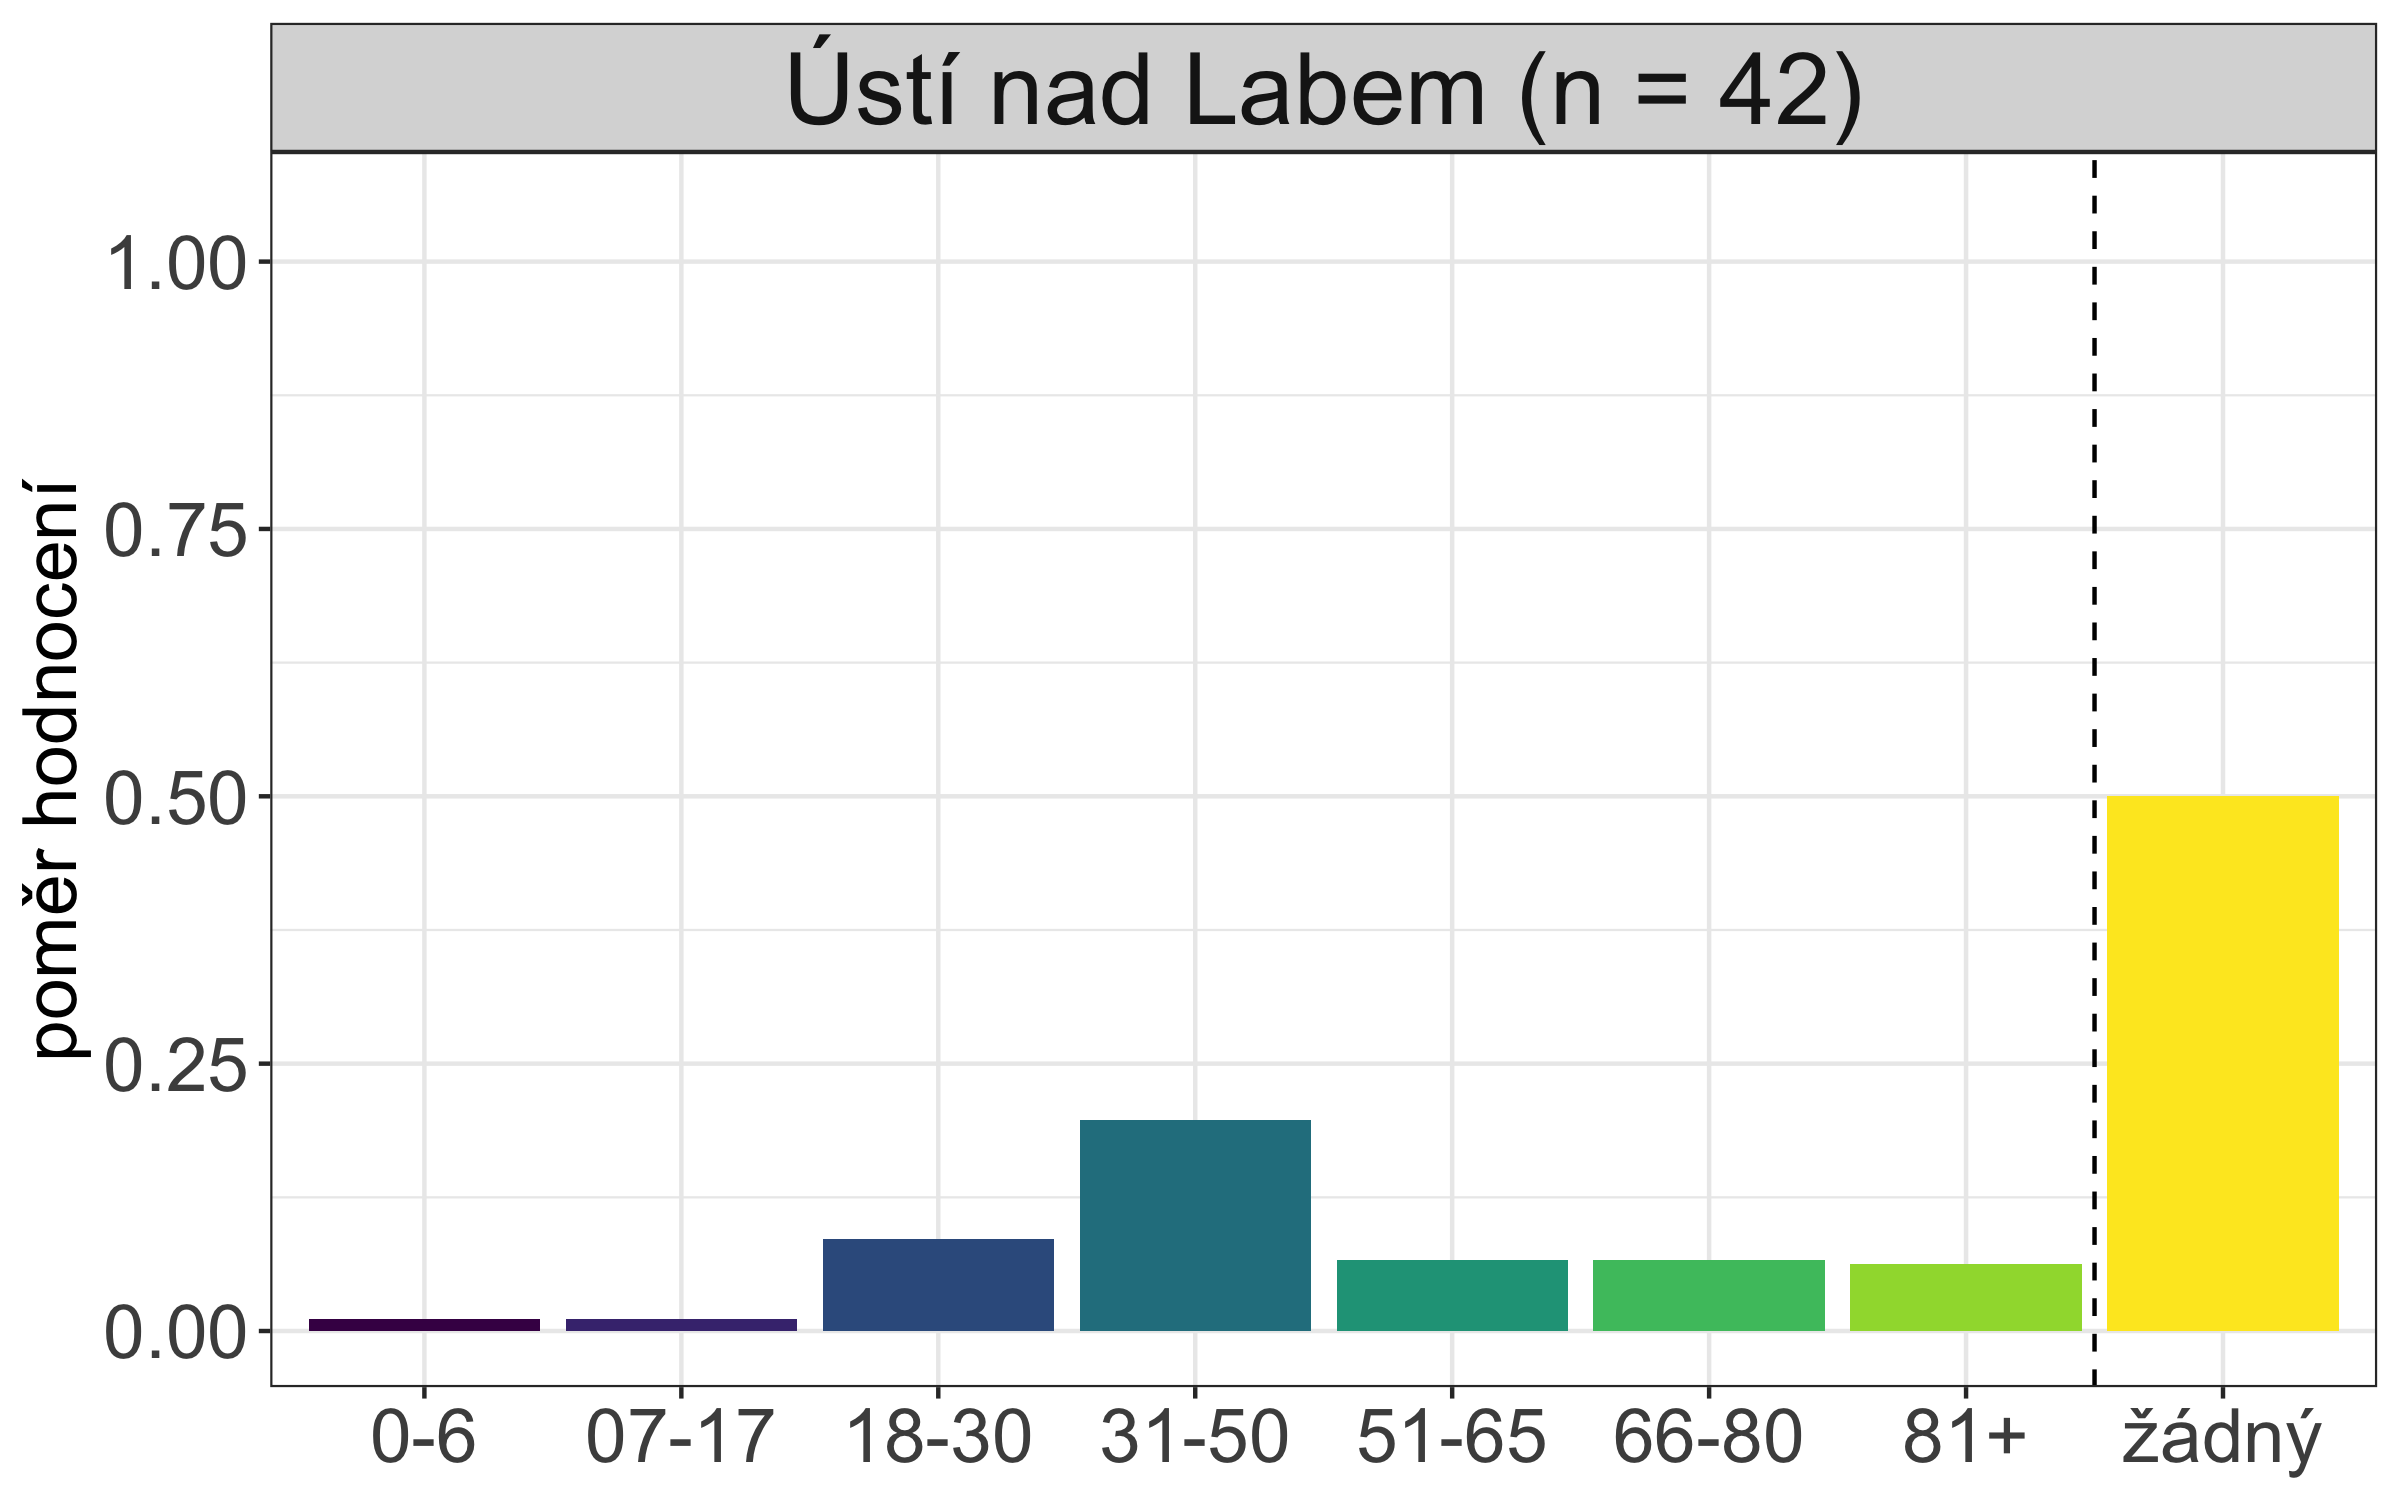 Ústí nad Labem (n = 42)
poměr hodnocení
1.00
0.75
0.50
0.25
0.00
0-6 07-17 18-30 31-50 51-65 66-80 81+ žádný